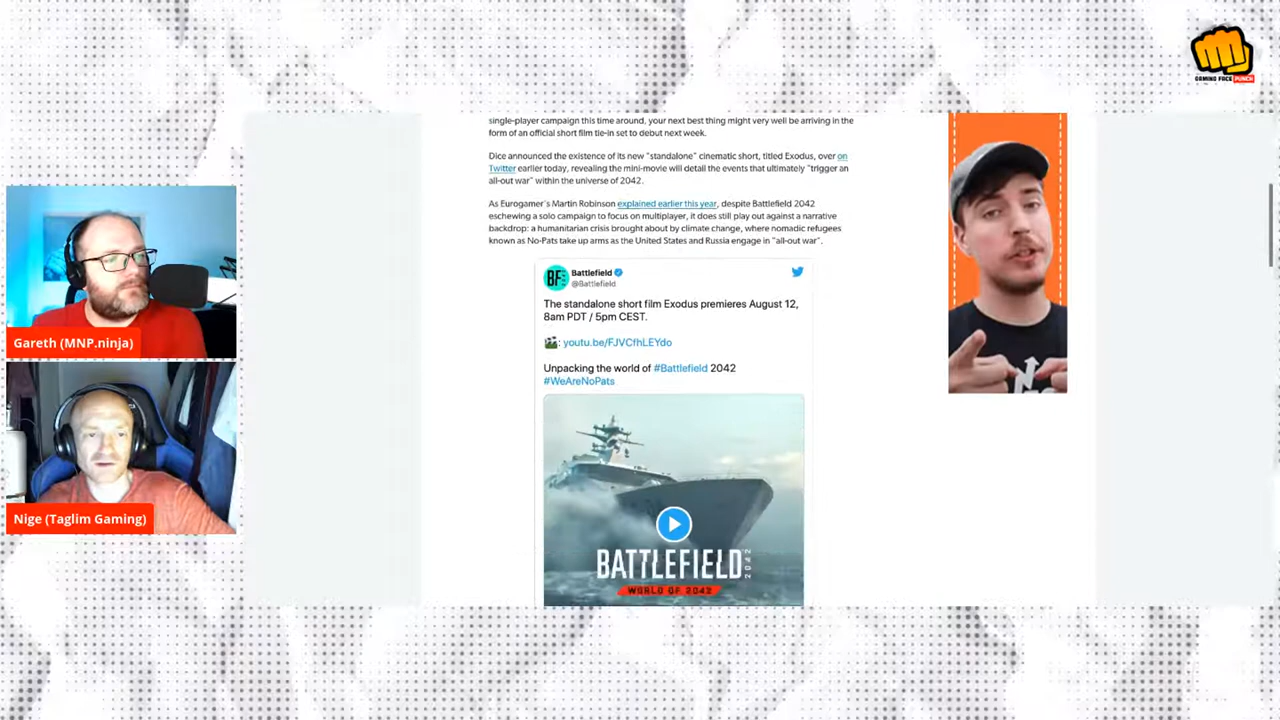 GAMING FACE PUNCH
single-player campaign this time around, your next best thing might very well be arriving in the
form of an official short film tie-in set to debut next week.
Dice announced the existence of its new "standalone" cinematic short, titled Exodus, over on
Twitter earlier today, revealing the mini-movie will detail the events that ultimately "trigger an
all-out war" within the universe of 2042.
As Eurogamer's Martin Robinson explained earlier this year, despite Battlefield 2042
eschewing a solo campaign to focus on multiplayer, it does still play out against a narrative
backdrop: a humanitarian crisis brought about by climate change, where nomadic refugees
known as No-Pats take up arms as the United States and Russia engage in "all-out war".
BF
Battlefield
@Battlefield
The standalone short film Exodus premieres August 12,
8am PDT / 5pm CEST.
: youtu.be/FJVCfhLEYdo
Unpacking the world of #Battlefield 2042
#WeAreNoPats
BATTLEFIELD 2042
WORLD OF 2042
Gareth (MNP.ninja)
Nige (Taglim Gaming)